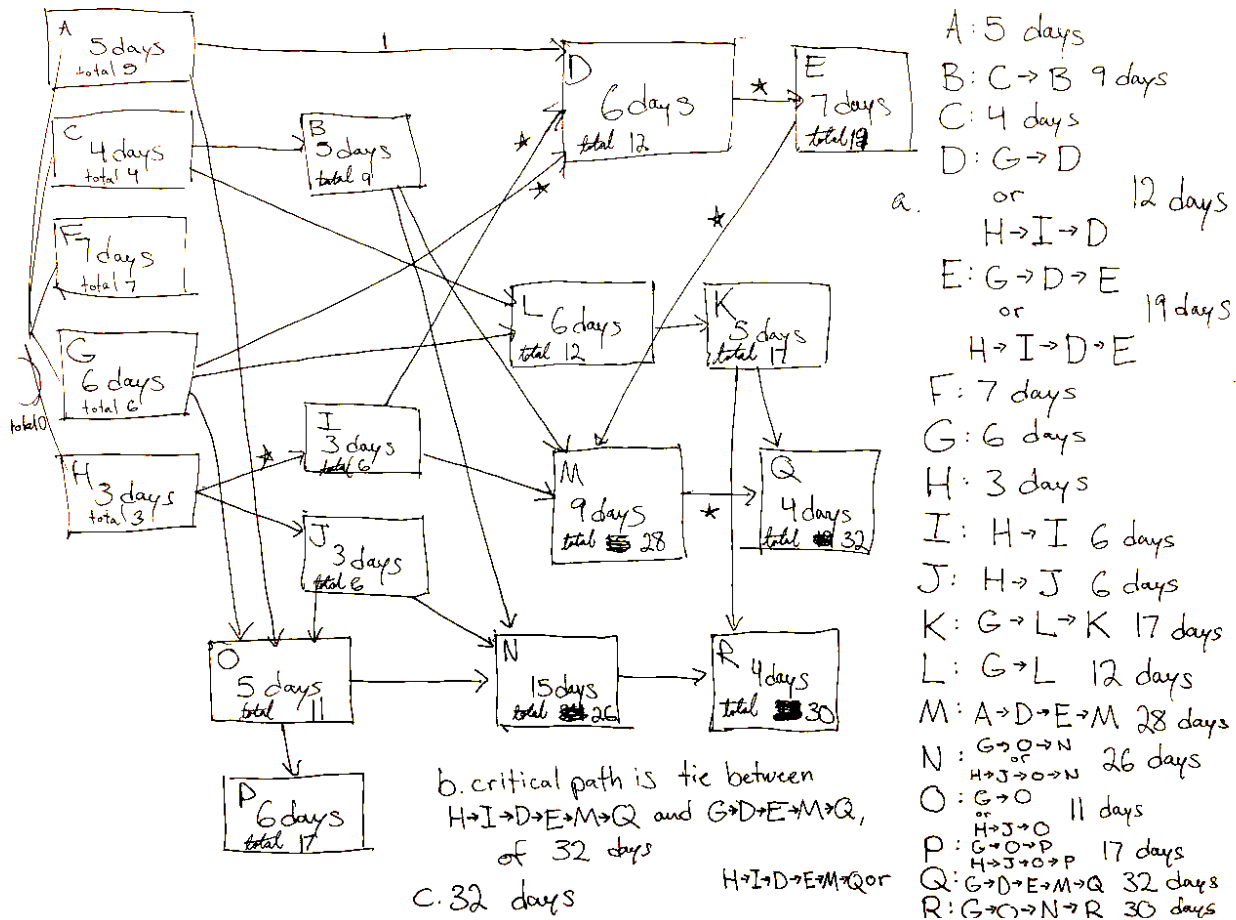 A
5 days
total 5
1
D
6 days
total 12
E
7 days
total 19
C
4 days
total 4
B
5 days
total 9
F
7 days
total 7
G
6 days
total 6
total 0
H
3 days
total 3
I
3 days
total 6
J
3 days
total 6
L
6 days
total 12
K
5 days
total 17
M
9 days
total 28
Q
4 days
total 32
O
5 days
total 11
N
15 days
total 26
R
4 days
total 30
P
6 days
total 17
a.
A: 5 days
B: C→B 9 days
C: 4 days
D: G→D
or
H→I→D
12 days
E: G→D→E
or
H→I→D→E
19 days
F: 7 days
G: 6 days
H: 3 days
I: H→I 6 days
J: H→J 6 days
K: G→L→K 17 days
L: G→L 12 days
M: A→D→E→M 28 days
N: G→O→N
or
H→J→O→N
26 days
O: G→O
or
H→J→O
11 days
P: G→O→P
H→J→O→P
17 days
H→I→D→E→M→Q or Q: G→D→E→M→Q 32 days
R: G→O→N→R 30 days
b. critical path is tie between
H→I→D→E→M→Q and G→D→E→M→Q,
of 32 days
c. 32 days